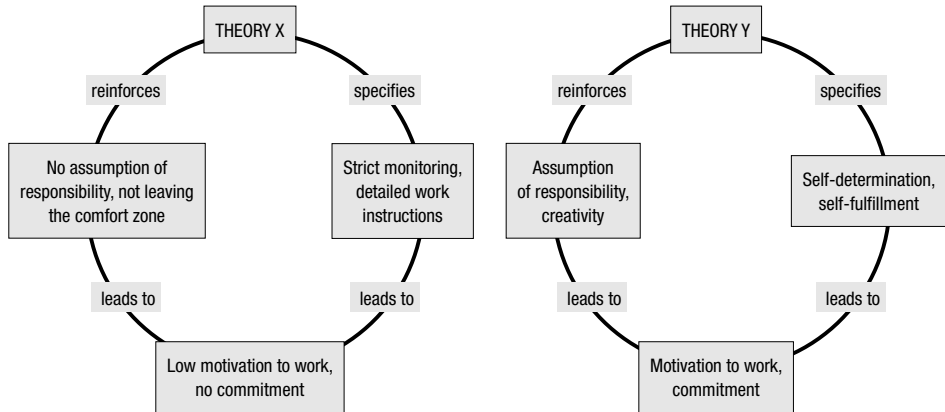 THEORY X
reinforces
specifies
No assumption of
responsibility, not leaving
the comfort zone
Strict monitoring,
detailed work
instructions
leads to
leads to
Low motivation to work,
no commitment
THEORY Y
reinforces
specifies
Assumption
of responsibility,
creativity
Self-determination,
self-fulfillment
leads to
leads to
Motivation to work,
commitment